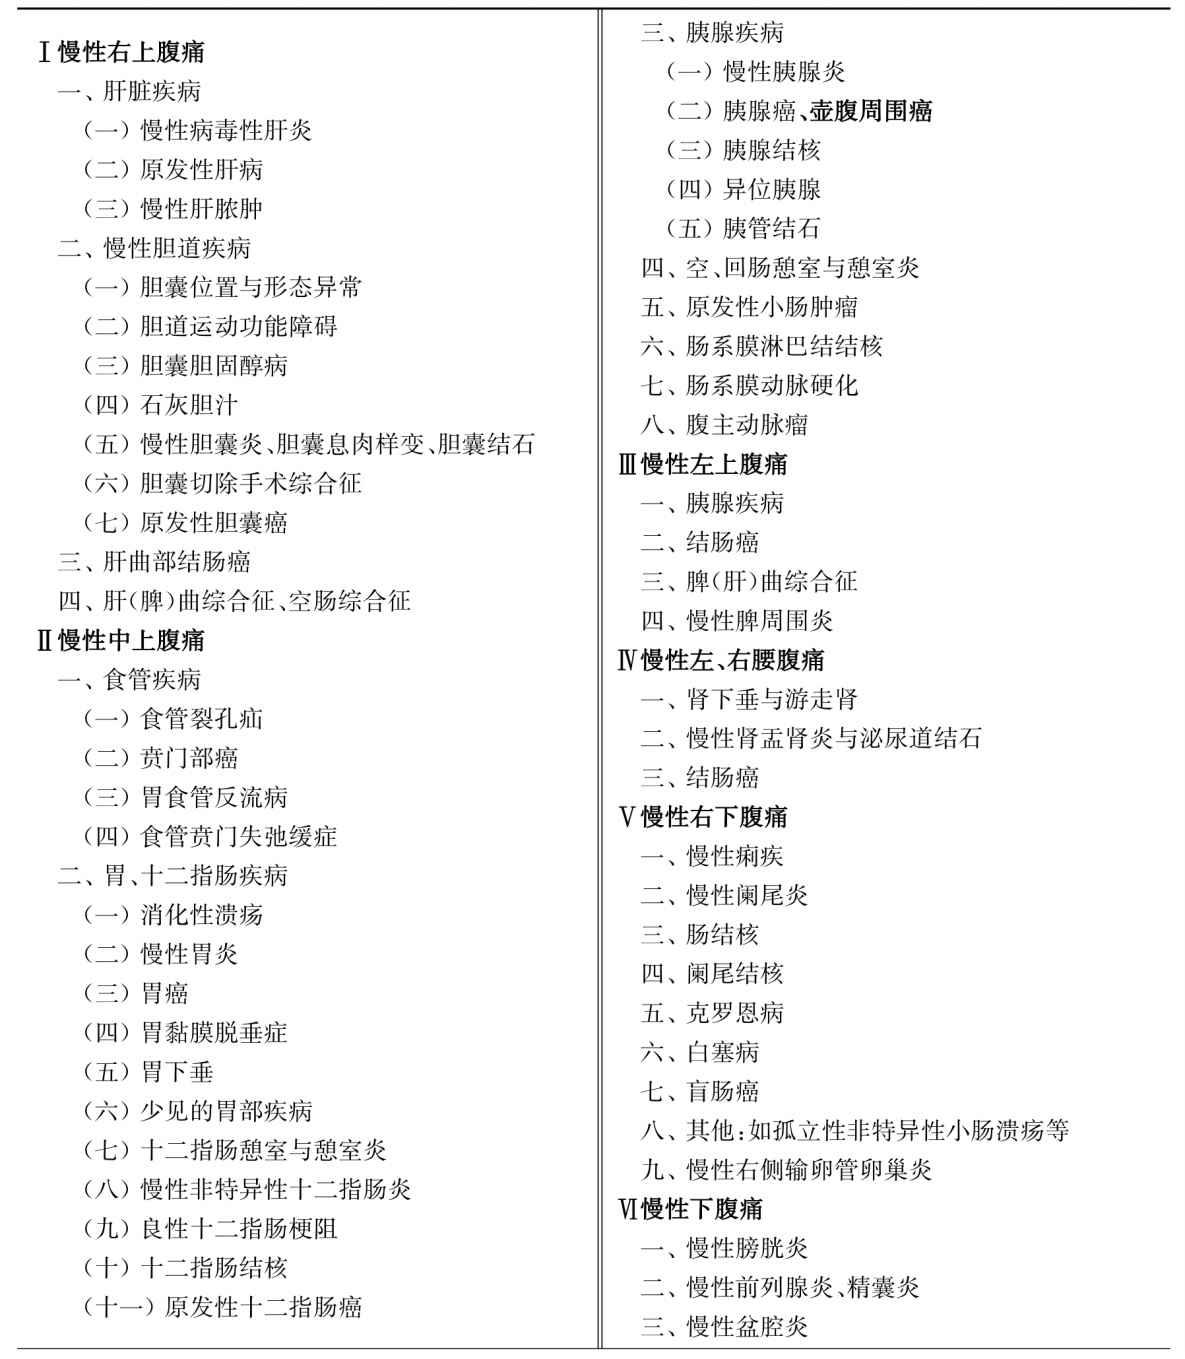 Ⅰ慢性右上腹痛
一、肝脏疾病
（一）慢性病毒性肝炎
（二）原发性肝病
（三）慢性肝脓肿
二、慢性胆道疾病
（一）胆囊位置与形态异常
（二）胆道运动功能障碍
（三）胆囊胆固醇病
（四）石灰胆汁
（五）慢性胆囊炎、胆囊息肉样变、胆囊结石
（六）胆囊切除手术综合征
（七）原发性胆囊癌
三、肝曲部结肠癌
四、肝（脾）曲综合征、空肠综合征
Ⅱ慢性中上腹痛
一、食管疾病
（一）食管裂孔疝
（二）贲门部癌
（三）胃食管反流病
（四）食管贲门失弛缓症
二、胃、十二指肠疾病
（一）消化性溃疡
（二）慢性胃炎
（三）胃癌
（四）胃黏膜脱垂症
（五）胃下垂
（六）少见的胃部疾病
（七）十二指肠憩室与憩室炎
（八）慢性非特异性十二指肠炎
（九）良性十二指肠梗阻
（十）十二指肠结核
（十一）原发性十二指肠癌
三、胰腺疾病
（一）慢性胰腺炎
（二）胰腺癌、壶腹周围癌
（三）胰腺结核
（四）异位胰腺
（五）胰管结石
四、空、回肠憩室与憩室炎
五、原发性小肠肿瘤
六、肠系膜淋巴结结核
七、肠系膜动脉硬化
八、腹主动脉瘤
Ⅲ慢性左上腹痛
一、胰腺疾病
二、结肠癌
三、脾（肝）曲综合征
四、慢性脾周围炎
Ⅳ慢性左、右腰腹痛
一、肾下垂与游走肾
二、慢性肾盂肾炎与泌尿道结石
三、结肠癌
Ⅴ慢性右下腹痛
一、慢性痢疾
二、慢性阑尾炎
三、肠结核
四、阑尾结核
五、克罗恩病
六、白塞病
七、盲肠癌
八、其他：如孤立性非特异性小肠溃疡等
九、慢性右侧输卵管卵巢炎
Ⅵ慢性下腹痛
一、慢性膀胱炎
二、慢性前列腺炎、精囊炎
三、慢性盆腔炎